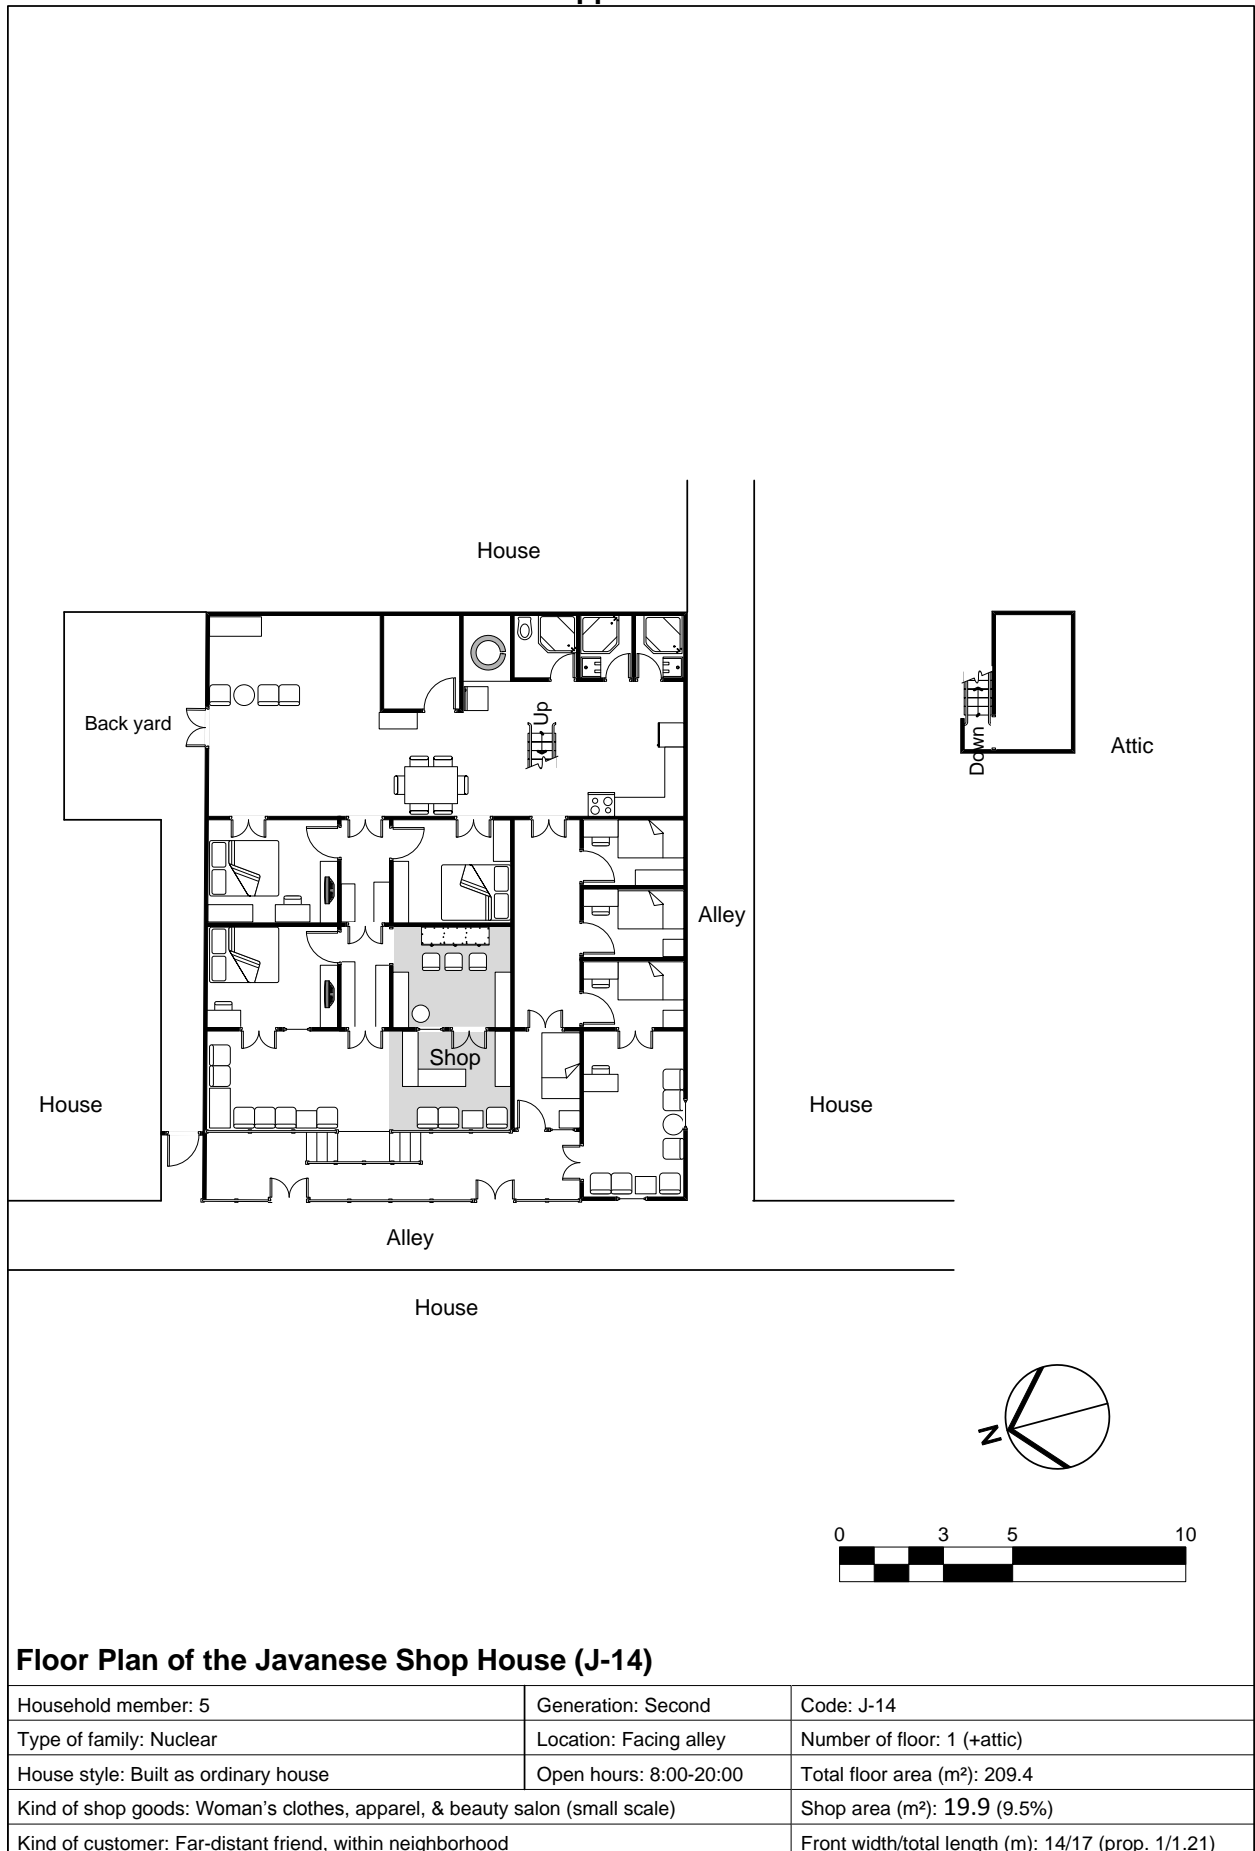 House
Up
Back yard
Down
Attic
Alley
Shop
House
House
Alley
House
N
0 3 5 10
Floor Plan of the Javanese Shop House (J-14)
Household member: 5 Generation: Second Code: J-14
Type of family: Nuclear Location: Facing alley Number of floor: 1 (+attic)
House style: Built as ordinary house Open hours: 8:00-20:00 Total floor area (m²): 209.4
Kind of shop goods: Woman's clothes, apparel, & beauty salon (small scale) Shop area (m²): 19.9 (9.5%)
Kind of customer: Far-distant friend, within neighborhood Front width/total length (m): 14/17 (prop. 1/1.21)